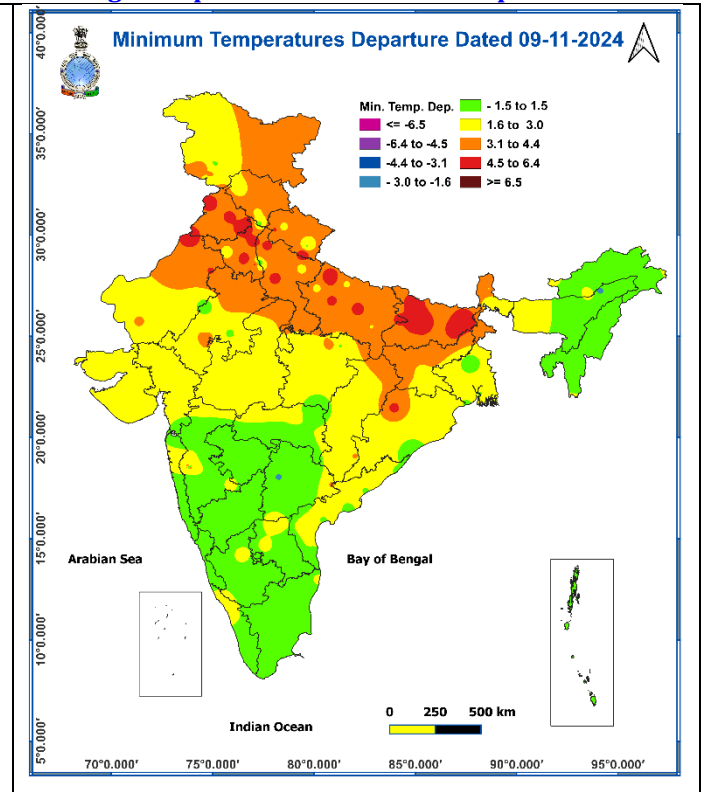 Minimum Temperatures Departure Dated 09-11-2024
Min. Temp. Dep.
<= -6.5
-6.4 to -4.5
-4.4 to -3.1
- 3.0 to -1.6
- 1.5 to 1.5
1.6 to 3.0
3.1 to 4.4
4.5 to 6.4
>= 6.5
40°0.000'
35°0.000'
30°0.000'
25°0.000'
20°0.000'
15°0.000'
10°0.000'
5°0.000'
Arabian Sea
Bay of Bengal
Indian Ocean
0 250 500 km
70°0.000' 75°0.000' 80°0.000' 85°0.000' 90°0.000' 95°0.000'